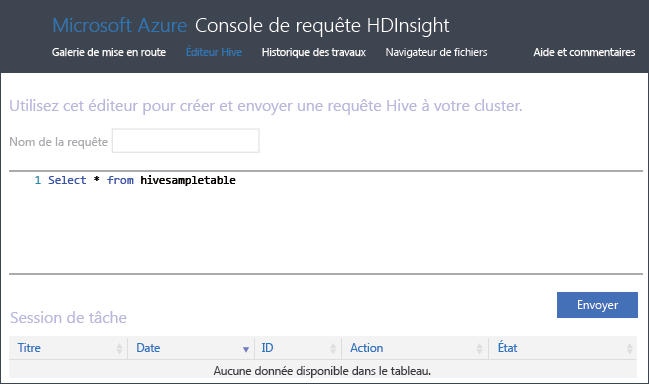 Microsoft Azure Console de requête HDInsight
Galerie de mise en route Éditeur Hive Historique des travaux Navigateur de fichiers Aide et commentaires
Utilisez cet éditeur pour créer et envoyer une requête Hive à votre cluster.
Nom de la requête
1 Select * from hivesampletable
Envoyer
Session de tâche
Titre Date ID Action État
Aucune donnée disponible dans le tableau.